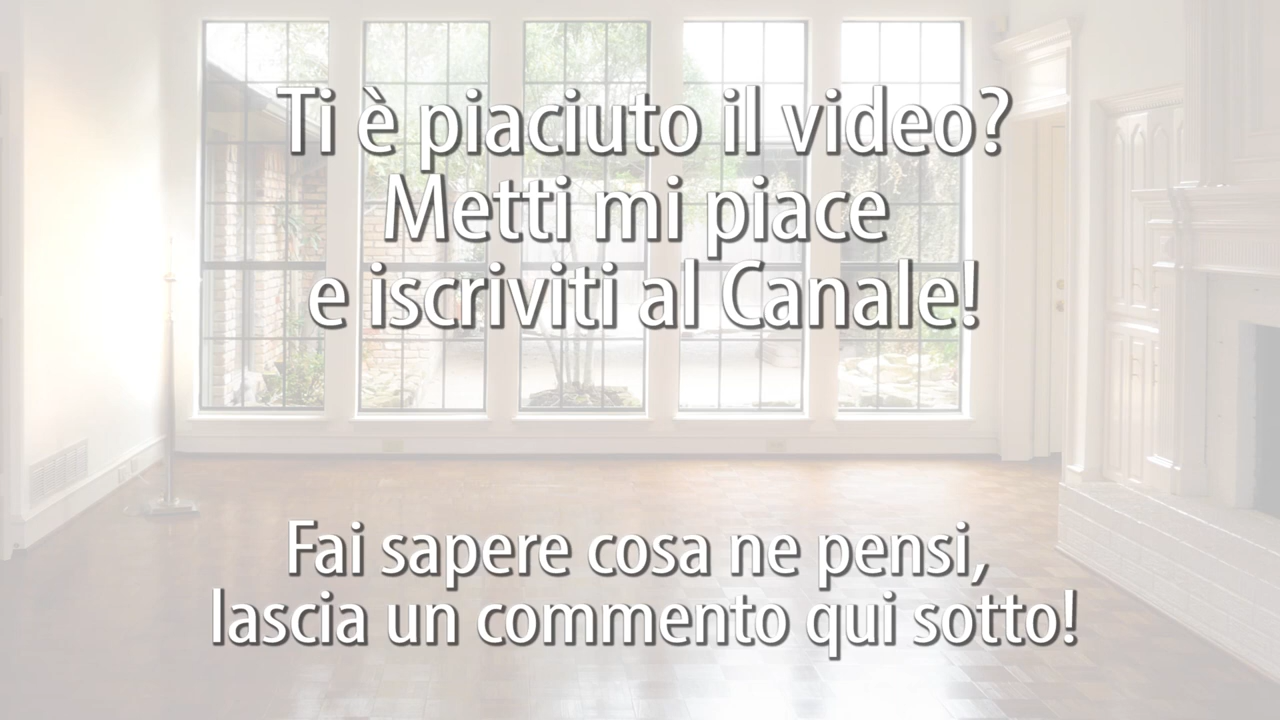 Ti è piaciuto il video?
Metti mi piace
e iscriviti al Canale!
Fai sapere cosa ne pensi,
lascia un commento qui sotto!